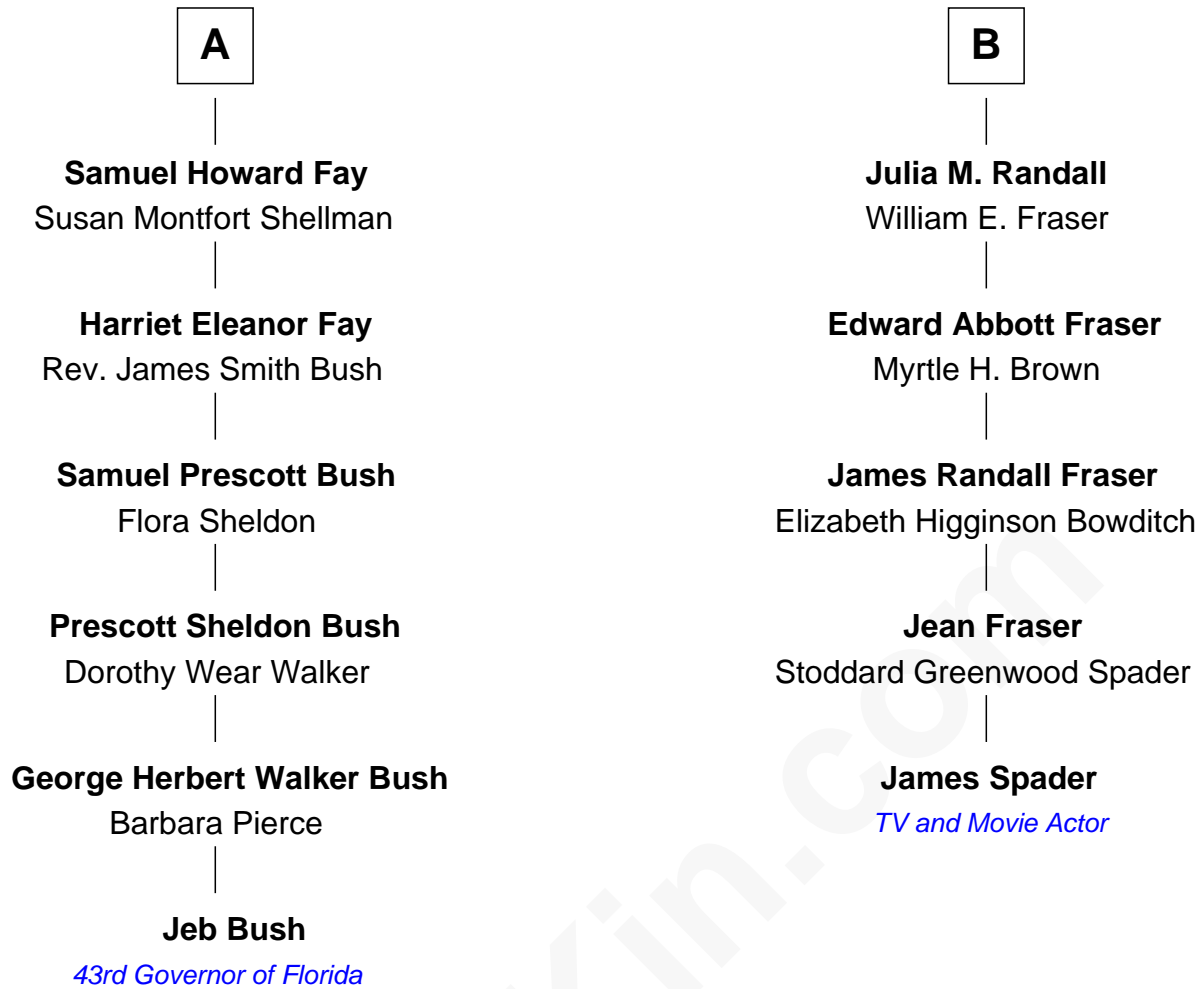 A
Samuel Howard Fay
Susan Montfort Shellman
Harriet Eleanor Fay
Rev. James Smith Bush
Samuel Prescott Bush
Flora Sheldon
Prescott Sheldon Bush
Dorothy Wear Walker
George Herbert Walker Bush
Barbara Pierce
Jeb Bush
43rd Governor of Florida
B
Julia M. Randall
William E. Fraser
Edward Abbott Fraser
Myrtle H. Brown
James Randall Fraser
Elizabeth Higginson Bowditch
Jean Fraser
Stoddard Greenwood Spader
James Spader
TV and Movie Actor